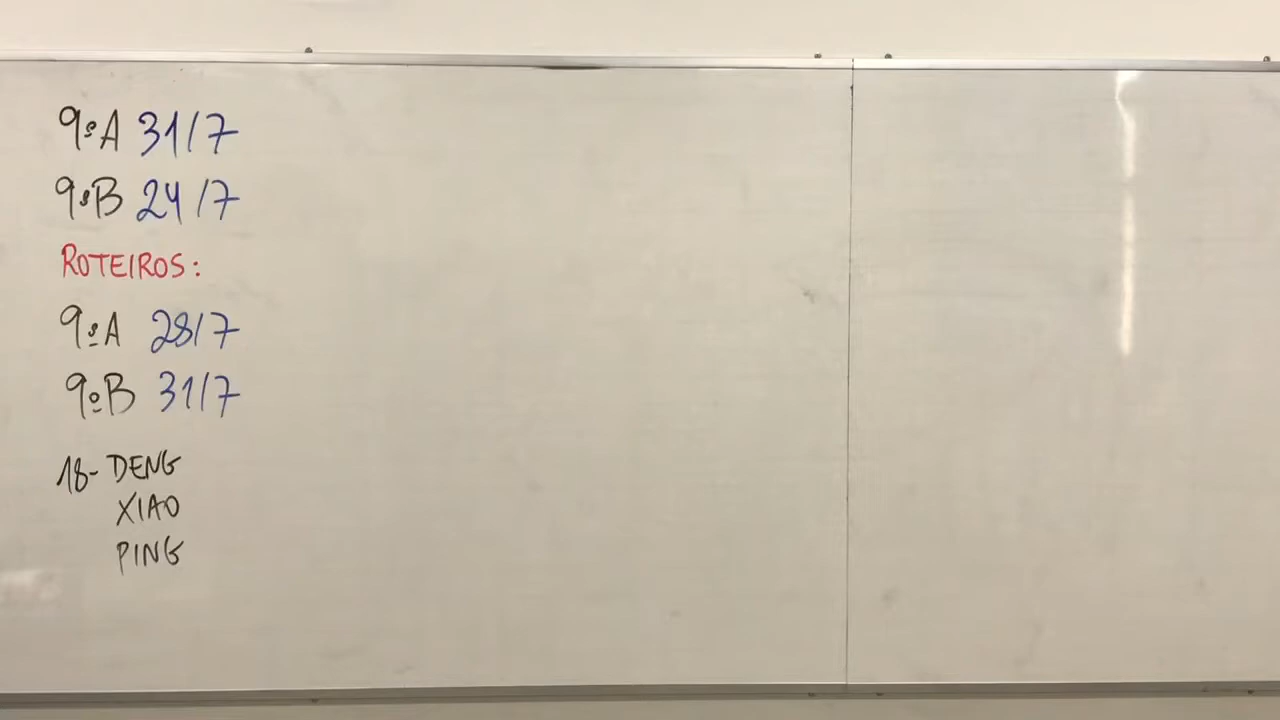 9ºA 31/7
9ºB 24/7
ROTEIROS:
9ºA 28/7
9ºB 31/7
18- DENG
XIAO
PING